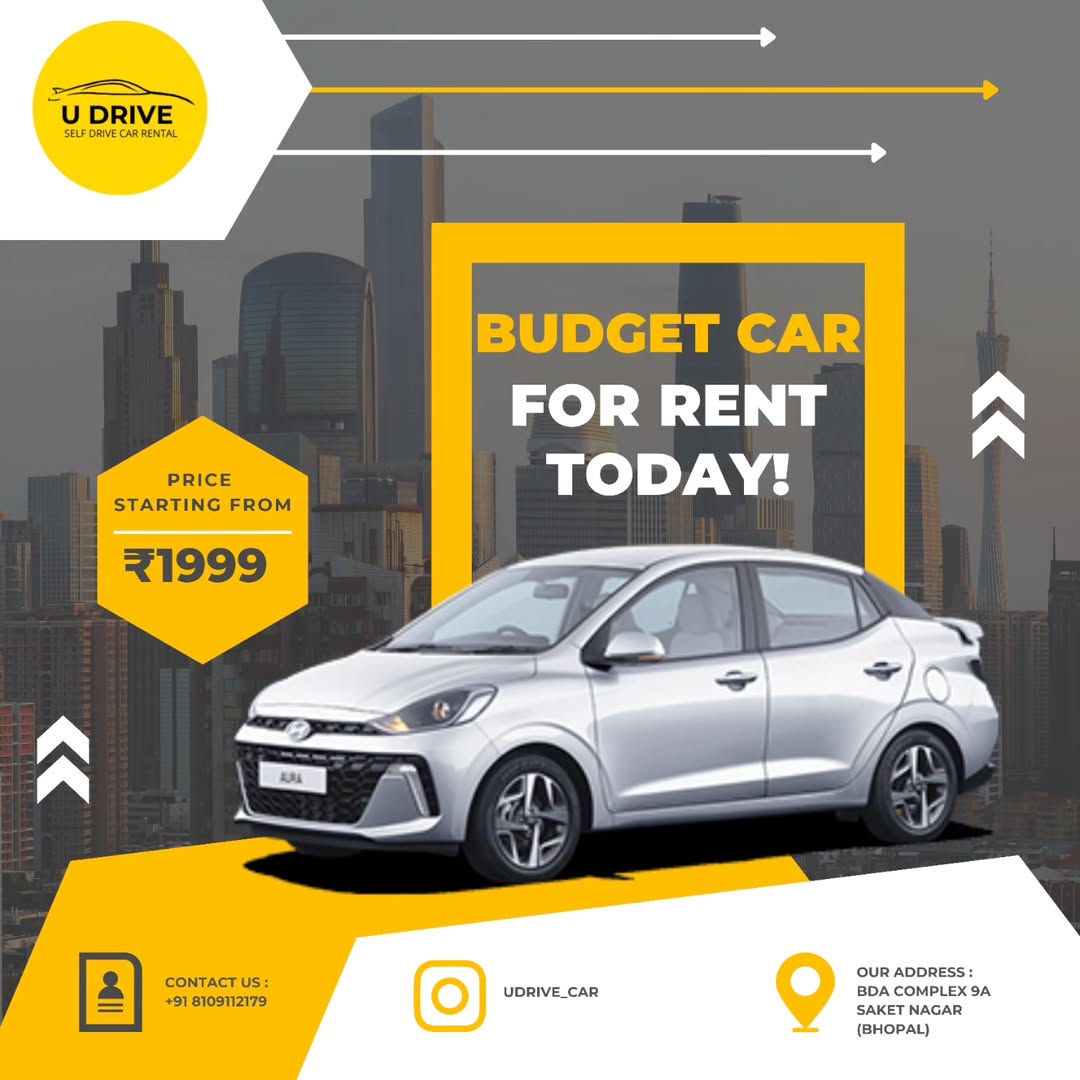 U DRIVE
SELF DRIVE CAR RENTAL
BUDGET CAR
FOR RENT
TODAY!
PRICE
STARTING FROM
₹1999
AURA
CONTACT US :
+91 8109112179
UDRIVE_CAR
OUR ADDRESS :
BDA COMPLEX 9A
SAKET NAGAR
(BHOPAL)